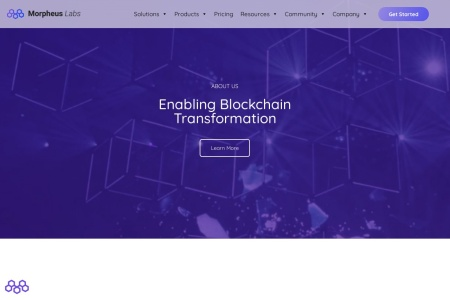 Morpheus Labs
Solutions Products Pricing Resources Community Company Get Started
ABOUT US
Enabling Blockchain
Transformation
Learn More